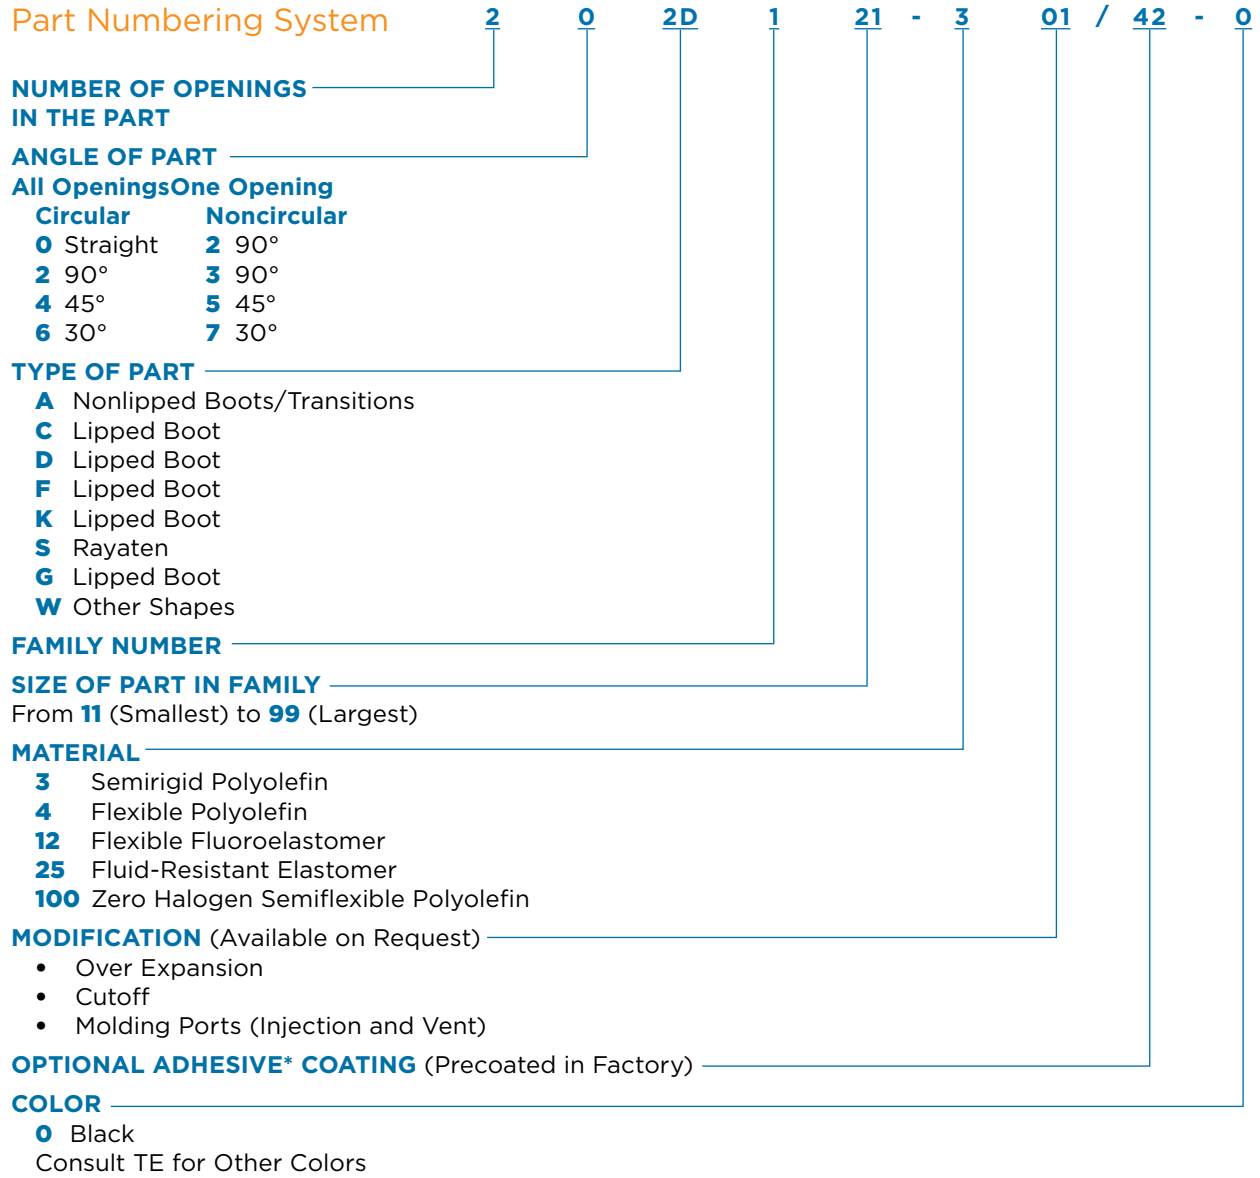 Part Numbering System 2 0 2D 1 21 - 3 01 / 42 - 0
NUMBER OF OPENINGS
IN THE PART
ANGLE OF PART
All OpeningsOne Opening
Circular Noncircular
0 Straight 2 90°
2 90° 3 90°
4 45° 5 45°
6 30° 7 30°
TYPE OF PART
A Nonlipped Boots/Transitions
C Lipped Boot
D Lipped Boot
F Lipped Boot
K Lipped Boot
S Rayaten
G Lipped Boot
W Other Shapes
FAMILY NUMBER
SIZE OF PART IN FAMILY
From 11 (Smallest) to 99 (Largest)
MATERIAL
3 Semirigid Polyolefin
4 Flexible Polyolefin
12 Flexible Fluoroelastomer
25 Fluid-Resistant Elastomer
100 Zero Halogen Semiflexible Polyolefin
MODIFICATION (Available on Request)
• Over Expansion
• Cutoff
• Molding Ports (Injection and Vent)
OPTIONAL ADHESIVE* COATING (Precoated in Factory)
COLOR
0 Black
Consult TE for Other Colors